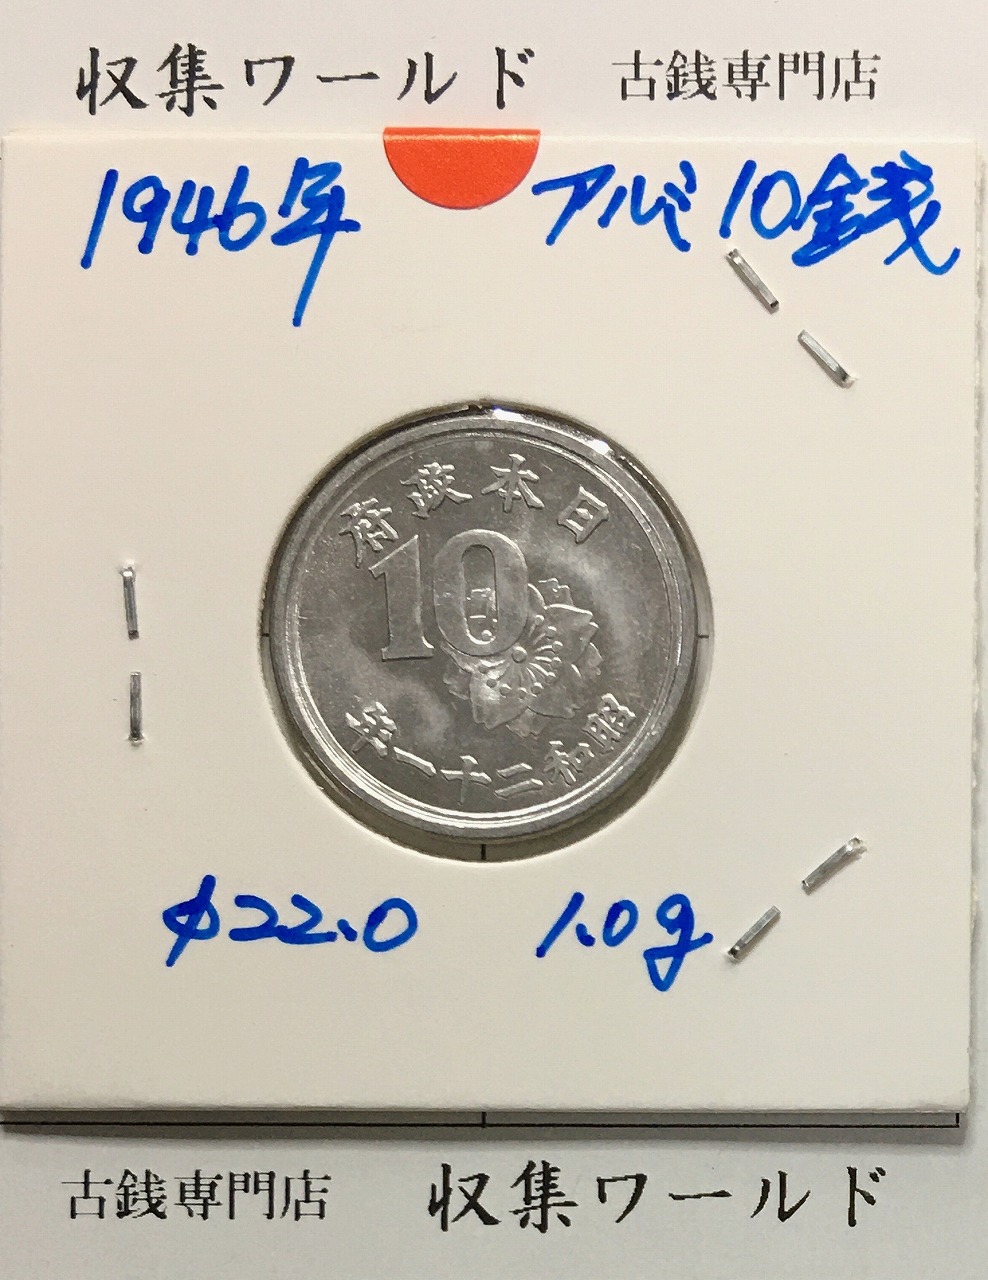 収集ワールド 古銭専門店
1946年 アルミ10銭
府政本日
10
年一十二和昭
φ22.0 1.0g
古銭専門店 収集ワールド